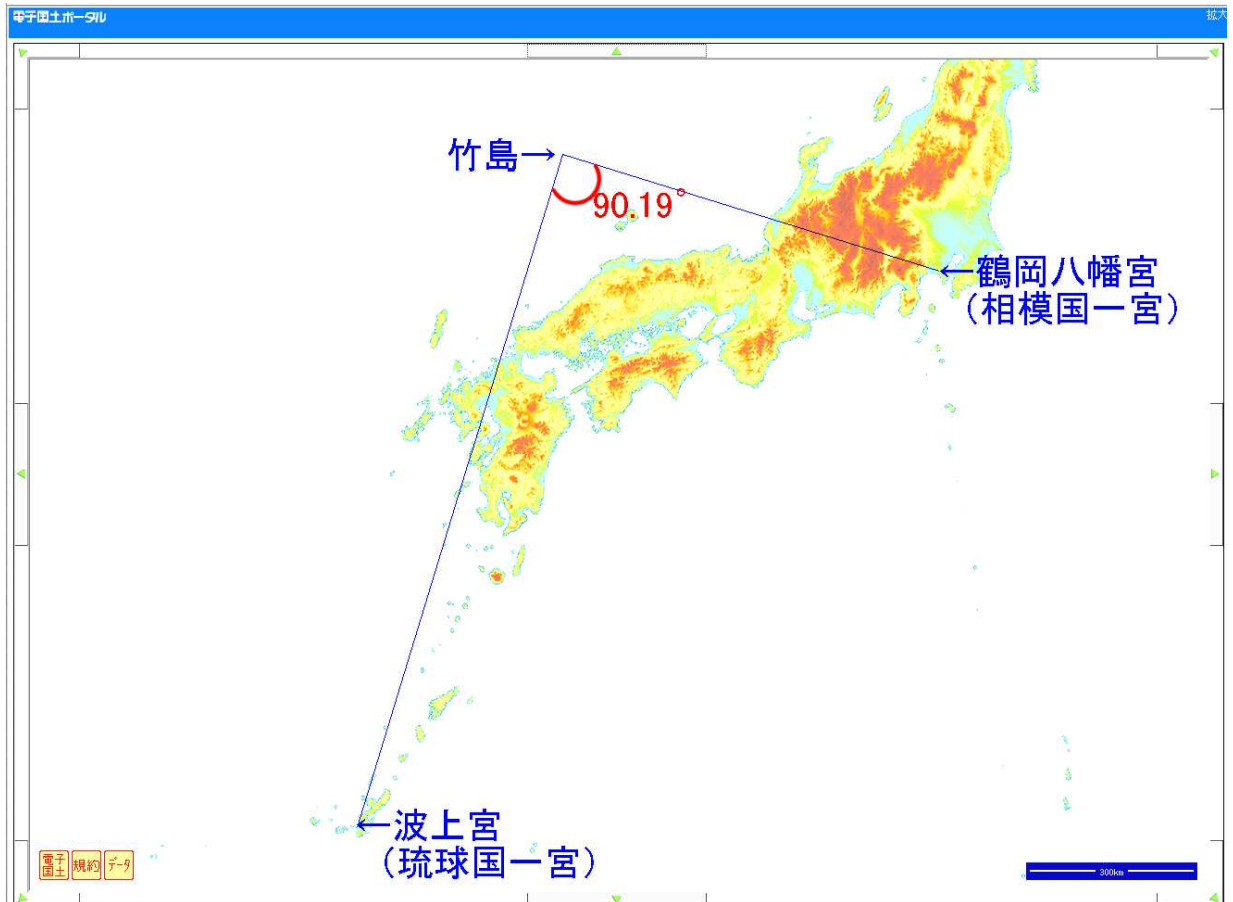 電子国土ポータル
拡大
竹島→
90.19°
←鶴岡八幡宮
(相模国一宮)
←波上宮
(琉球国一宮)
電子国土
規約
データ
300km